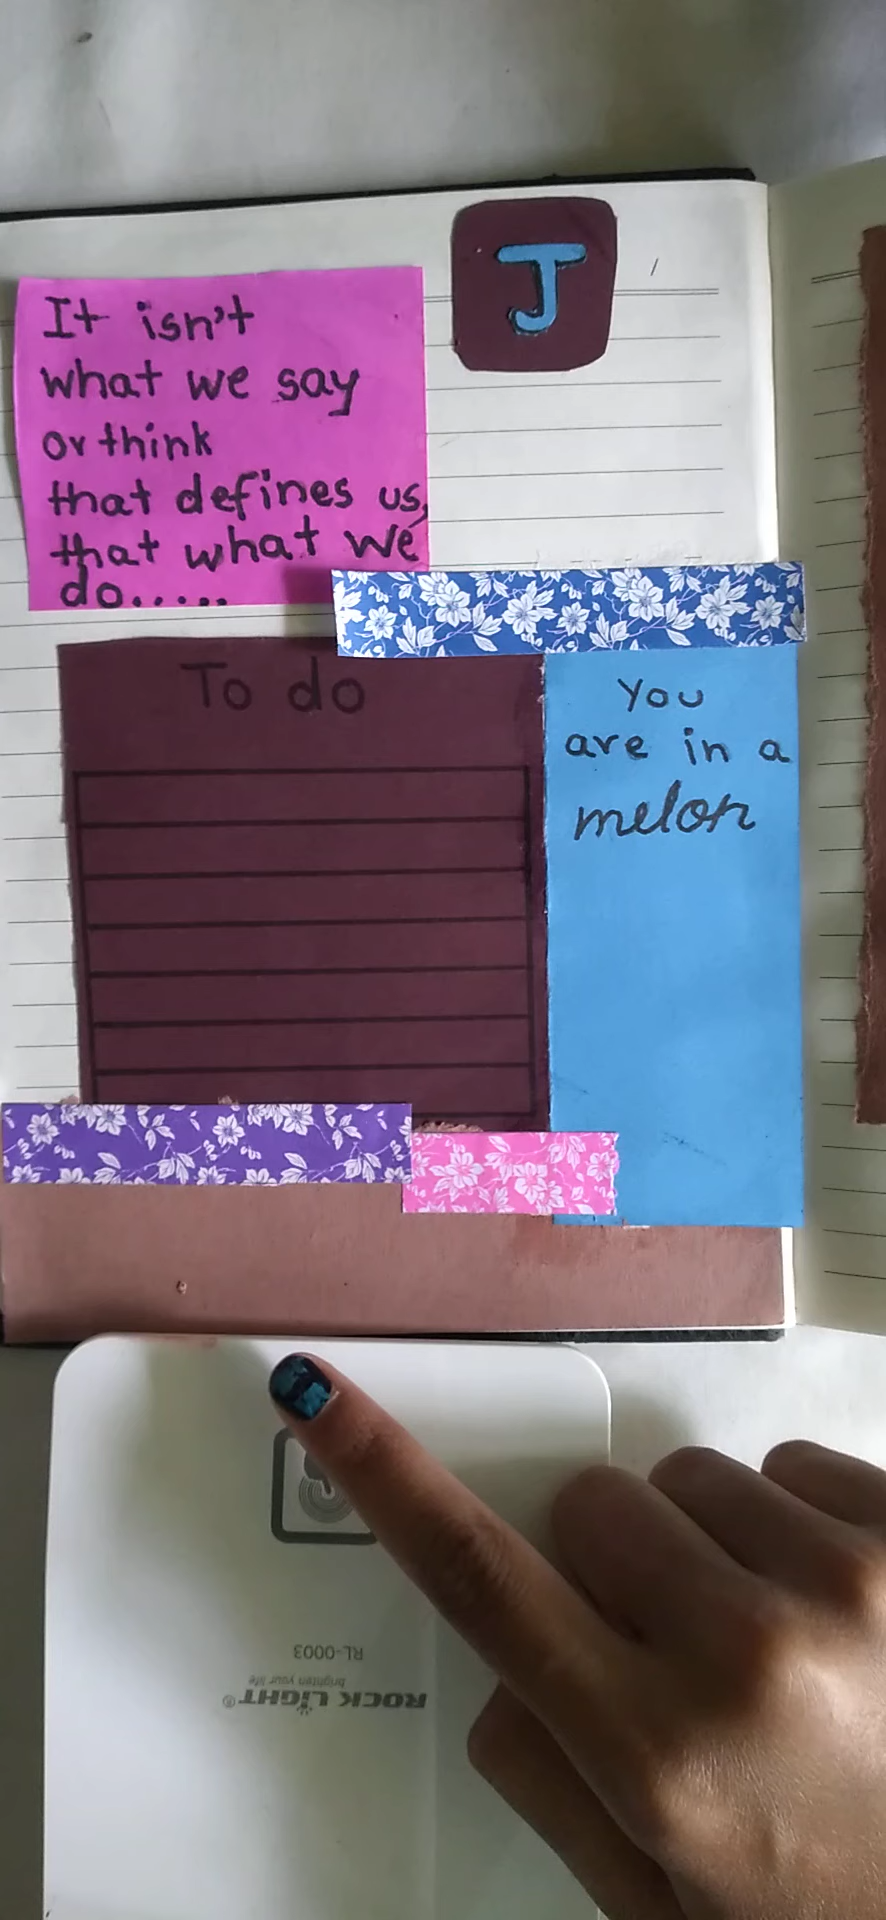 J
It isn't
what we say
or think
that defines us,
that what we
do.....
To do
You
are in a
melon
RL-0003
brighten your life
ROCK LiGHT®